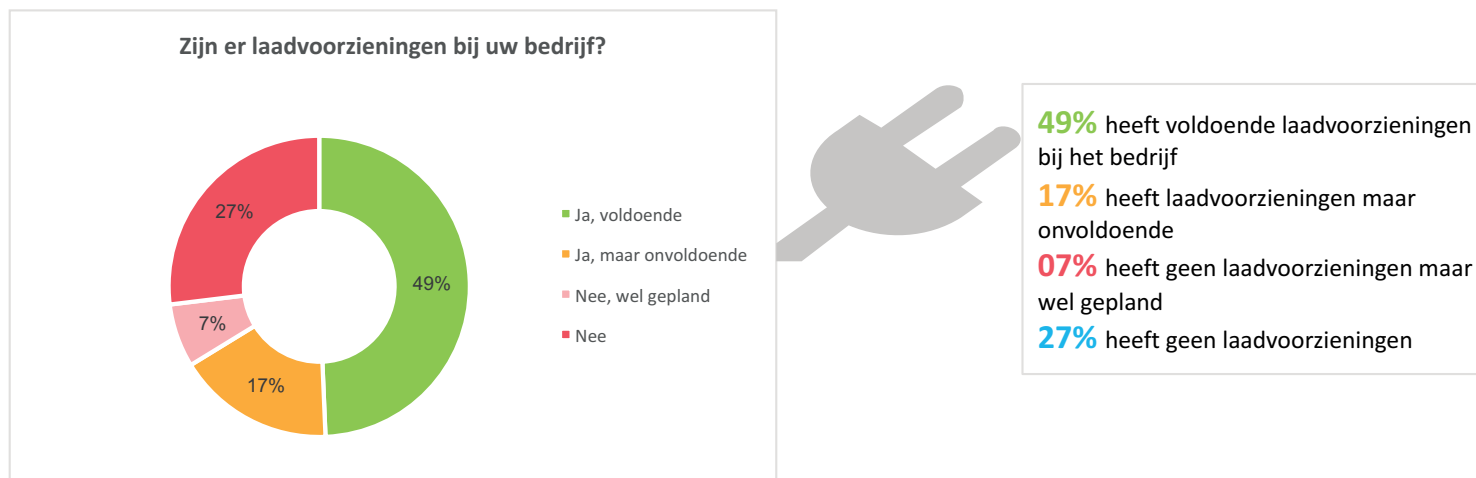 Zijn er laadvoorzieningen bij uw bedrijf?
27%
49%
7%
17%
Ja, voldoende
Ja, maar onvoldoende
Nee, wel gepland
Nee
49% heeft voldoende laadvoorzieningen
bij het bedrijf
17% heeft laadvoorzieningen maar
onvoldoende
07% heeft geen laadvoorzieningen maar
wel gepland
27% heeft geen laadvoorzieningen